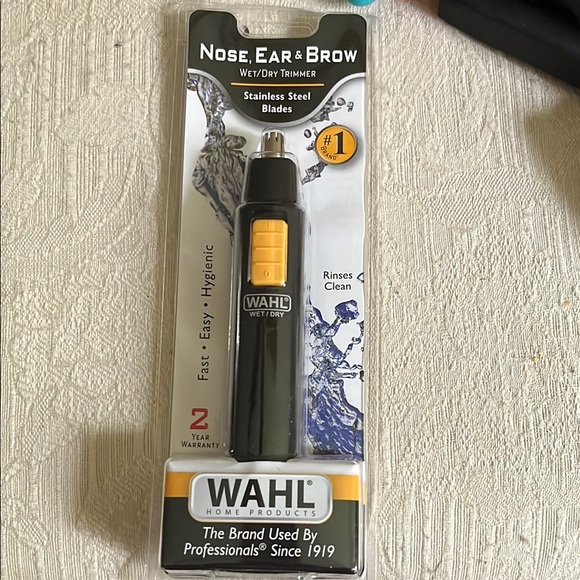 NOSE, EAR & BROW
WET/DRY TRIMMER
Stainless Steel
Blades
#1
BRAND
Fast • Easy • Hygienic
Rinses
Clean
WAHL®
WET/DRY
2
YEAR
WARRANTY
WAHL®
HOME PRODUCTS
The Brand Used By
Professionals® Since 1919